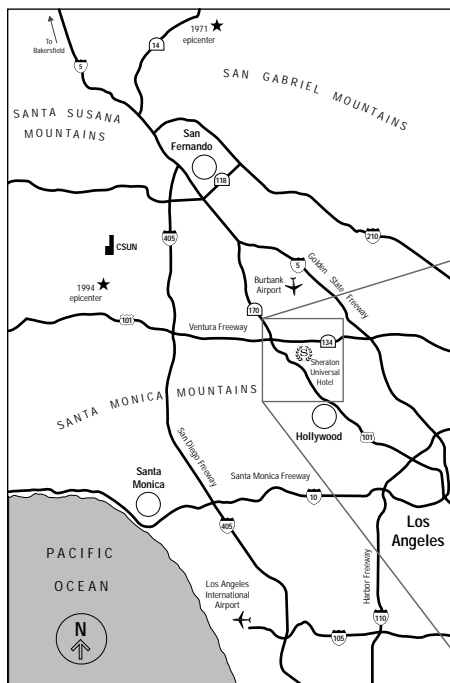 To
Bakersfield
1971
epicenter
14
5
SAN GABRIEL MOUNTAINS
SANTA SUSANA
MOUNTAINS
San
Fernando
118
405
210
CSUN
5
Golden State Freeway
Burbank
Airport
1994
epicenter
170
101
Ventura Freeway
134
S
Sheraton
Universal
Hotel
SANTA MONICA MOUNTAINS
Hollywood
101
San Diego Freeway
Santa
Monica
Santa Monica Freeway
10
405
Los
Angeles
PACIFIC
OCEAN
Los Angeles
International
Airport
Harbor Freeway
110
N
105